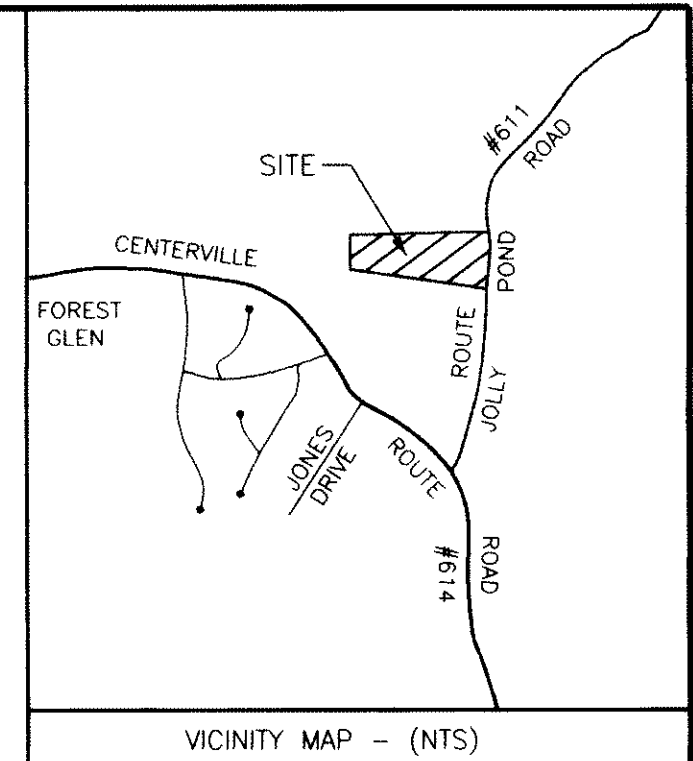 #611
ROAD
SITE
CENTERVILLE
POND
FOREST
GLEN
ROUTE
JOLLY
JONES
DRIVE
ROUTE
ROAD
#614
VICINITY MAP - (NTS)